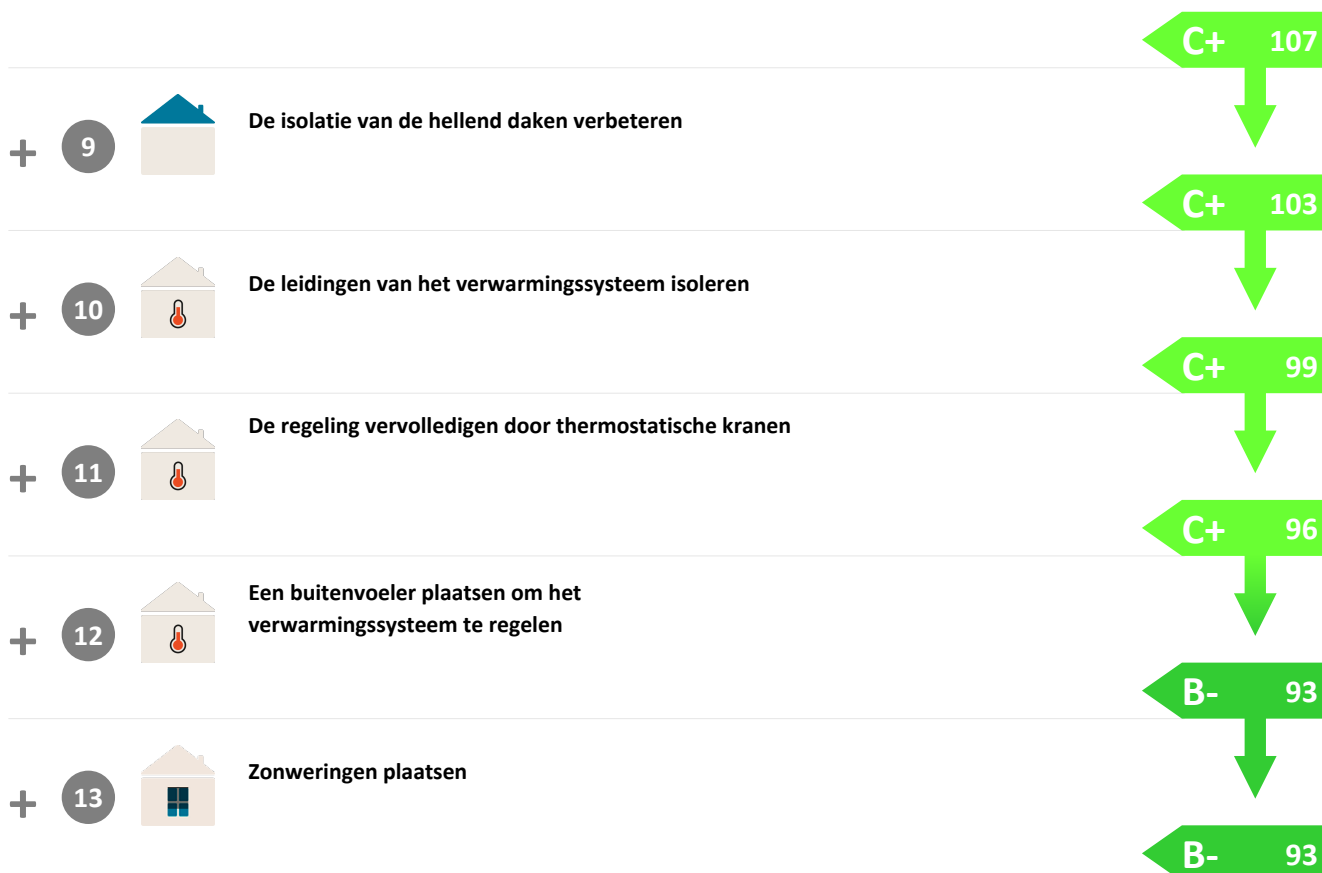 C+ 107
De isolatie van de hellend daken verbeteren
+ 9
C+ 103
De leidingen van het verwarmingssysteem isoleren
+ 10
C+ 99
De regeling vervolledigen door thermostatische kranen
+ 11
C+ 96
Een buitenvoeler plaatsen om het
verwarmingssysteem te regelen
+ 12
B- 93
Zonweringen plaatsen
+ 13
B- 93